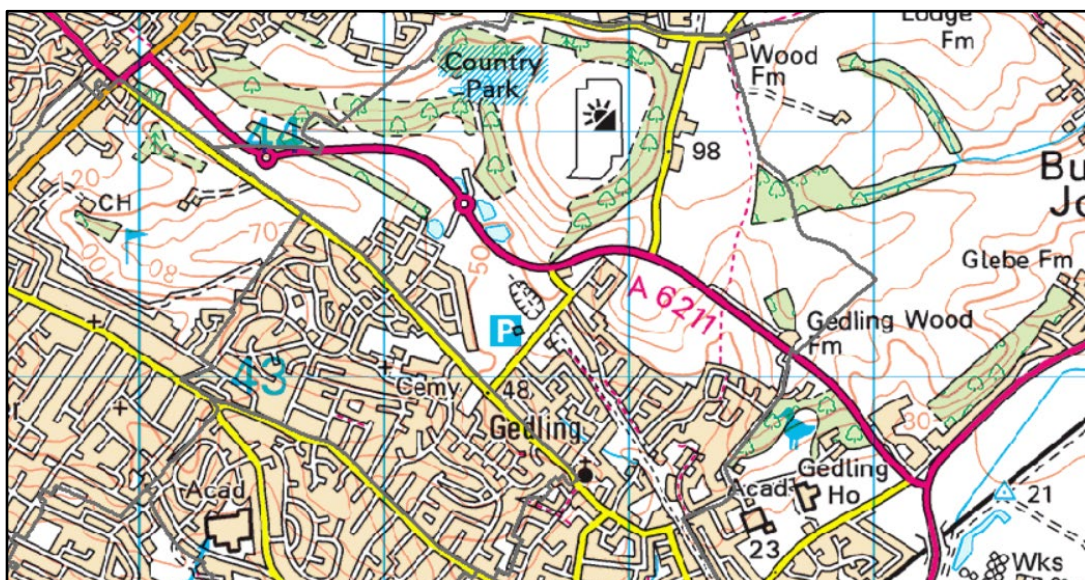 Lodge
Fm
Country
Park
Wood
Fm
44
98
Bu
Jo
120
CH
70
100
80
50
Glebe Fm
A 6211
P
Gedling Wood
Fm
43
Cemy
48
30
Gedling
Acad
Acad
Gedling
Ho
21
23
Wks